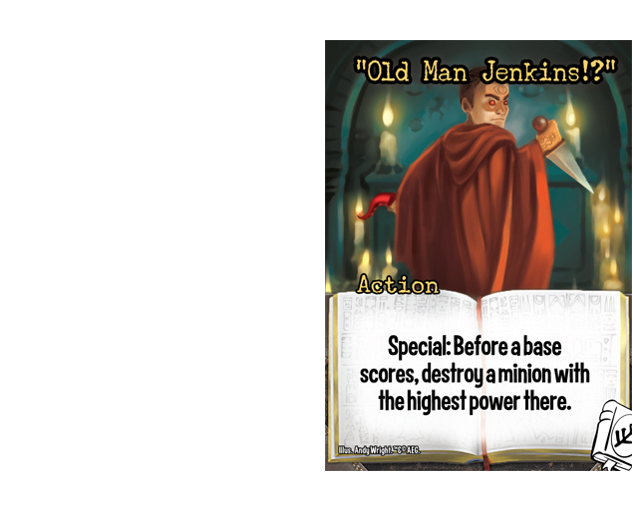 "Old Man Jenkins!?"
Action
Special: Before a base
scores, destroy a minion with
the highest power there.
Illus. Andy Wright. ™© AEG.